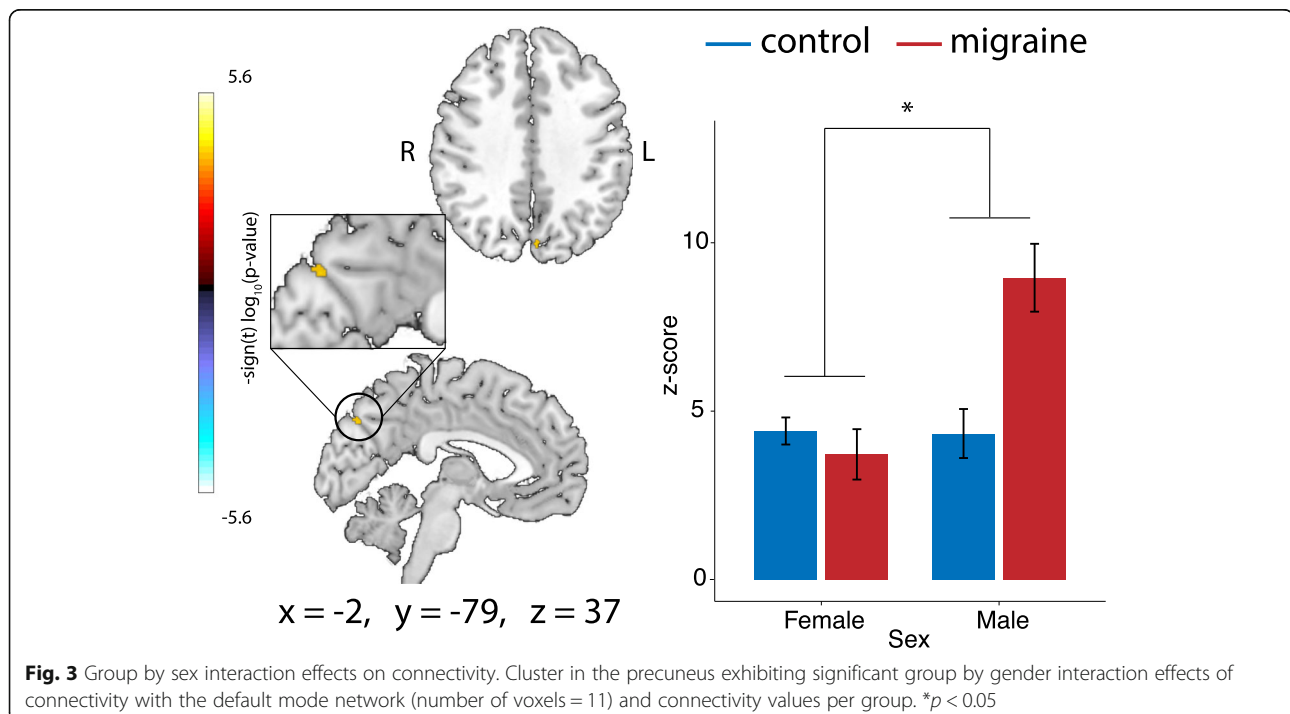 5.6
-sign(t) log10(p-value)
-5.6
R
L
x = -2, y = -79, z = 37
control migraine
*
z-score
10
5
0
Female Male
Sex
Fig. 3 Group by sex interaction effects on connectivity. Cluster in the precuneus exhibiting significant group by gender interaction effects of
connectivity with the default mode network (number of voxels = 11) and connectivity values per group. *p < 0.05